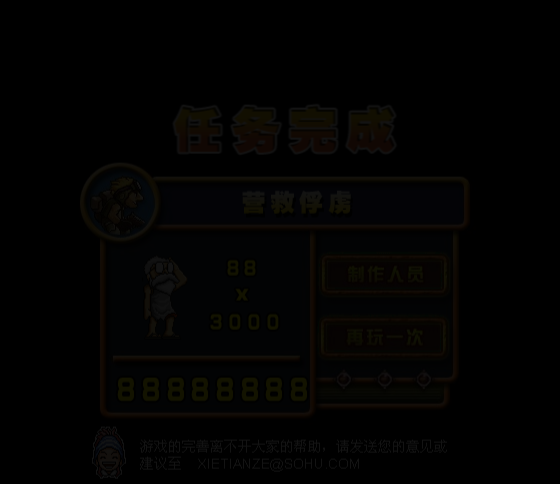 任务完成
营救俘虏
88
x
3000
88888888
制作人员
再玩一次
游戏的完善离不开大家的帮助，请发送您的意见或
建议至 XIETIANZE@SOHU.COM